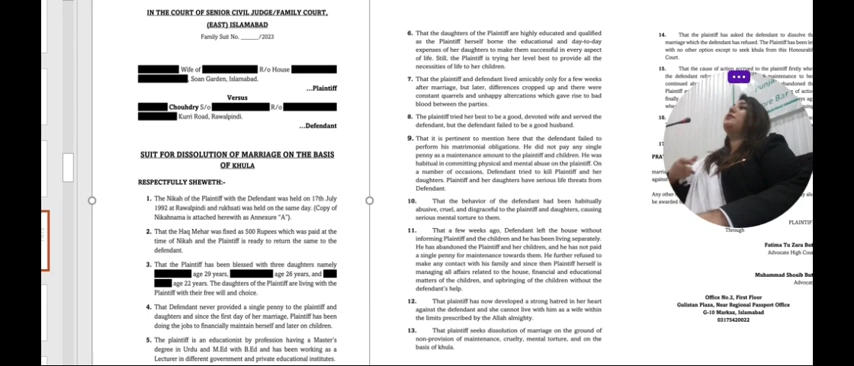 IN THE COURT OF SENIOR CIVIL JUDGE/FAMILY COURT,
(EAST) ISLAMABAD
Family Suit No. _____/2023
Wife of R/o House
, Soan Garden, Islamabad.
...Plaintiff
Versus
Chouhdry S/o R/o
Kurri Road, Rawalpindi.
...Defendant
SUIT FOR DISSOLUTION OF MARRIAGE ON THE BASIS
OF KHULA
RESPECTFULLY SHEWETH:-
1. The Nikah of the Plaintiff with the Defendant was held on 17th July
1992 at Rawalpindi and rukhsati was held on the same day. (Copy of
Nikahnama is attached herewith as Annexure "A").
2. That the Haq Mehar was fixed as 500 Rupees which was paid at the
time of Nikah and the Plaintiff is ready to return the same to the
defendant.
3. That the Plaintiff has been blessed with three daughters namely
age 29 years, age 26 years, and
age 22 years. The daughters of the Plaintiff are living with the
Plaintiff with their free will and choice.
4. That Defendant never provided a single penny to the plaintiff and
daughters and since the first day of her marriage, Plaintiff has been
doing the jobs to financially maintain herself and later on children.
5. The plaintiff is an educationist by profession having a Master's
degree in Urdu and M.Ed with B.Ed and has been working as a
Lecturer in different government and private educational institutes.
6. That the daughters of the Plaintiff are highly educated and qualified
as the Plaintiff herself borne the educational and day-to-day
expenses of her daughters to make them successful in every aspect
of life. Still, the Plaintiff is trying her level best to provide all the
necessities of life to her children.
7. That the plaintiff and defendant lived amicably only for a few weeks
after marriage, but later, differences cropped up and there were
constant quarrels and unhappy altercations which gave rise to bad
blood between the parties.
8. The plaintiff tried her best to be a good, devoted wife and served the
defendant, but the defendant failed to be a good husband.
9. That it is pertinent to mention here that the defendant failed to
perform his matrimonial obligations. He did not pay any single
penny as a maintenance amount to the plaintiff and children. He was
habitual in committing physical and mental abuse on the plaintiff. On
a number of occasions, Defendant tried to kill Plaintiff and her
daughters. Plaintiff and her daughters have serious life threats from
Defendant.
10. That the behavior of the defendant had been habitually
abusive, cruel, and disgraceful to the plaintiff and daughters, causing
serious mental torture to them.
11. That a few weeks ago, Defendant left the house without
informing Plaintiff and the children and he has been living separately.
He has abandoned the Plaintiff and her children, and he has not paid
a single penny for maintenance towards them. He further refused to
make any contact with his family and since then Plaintiff herself is
managing all affairs related to the house, financial and educational
matters of the children, and upbringing of the children without the
defendant's help.
12. That plaintiff has now developed a strong hatred in her heart
against the defendant and she cannot live with him as a wife within
the limits prescribed by the Allah almighty.
13. That plaintiff seeks dissolution of marriage on the ground of
non-provision of maintenance, cruelty, mental torture, and on the
basis of khula.
14. That the plaintiff has asked the defendant to dissolve th
marriage which the defendant has refused. The Plaintiff has been le
with no other option except to seek khula from this Honourabl
Court.
15. That the cause of action accrued to the plaintiff firstly whe
the defendant
continued
Plaintiff
finally
16.
PRA
against
Any other
be awarded
PLAINTIF
Through
Fatima Tu Zara But
Advocate High Cou
Muhammad Shoaib But
Advocat
Office No.2, First Floor
Gulistan Plaza, Near Regional Passport Office
G-10 Markaz, Islamabad
03175420022